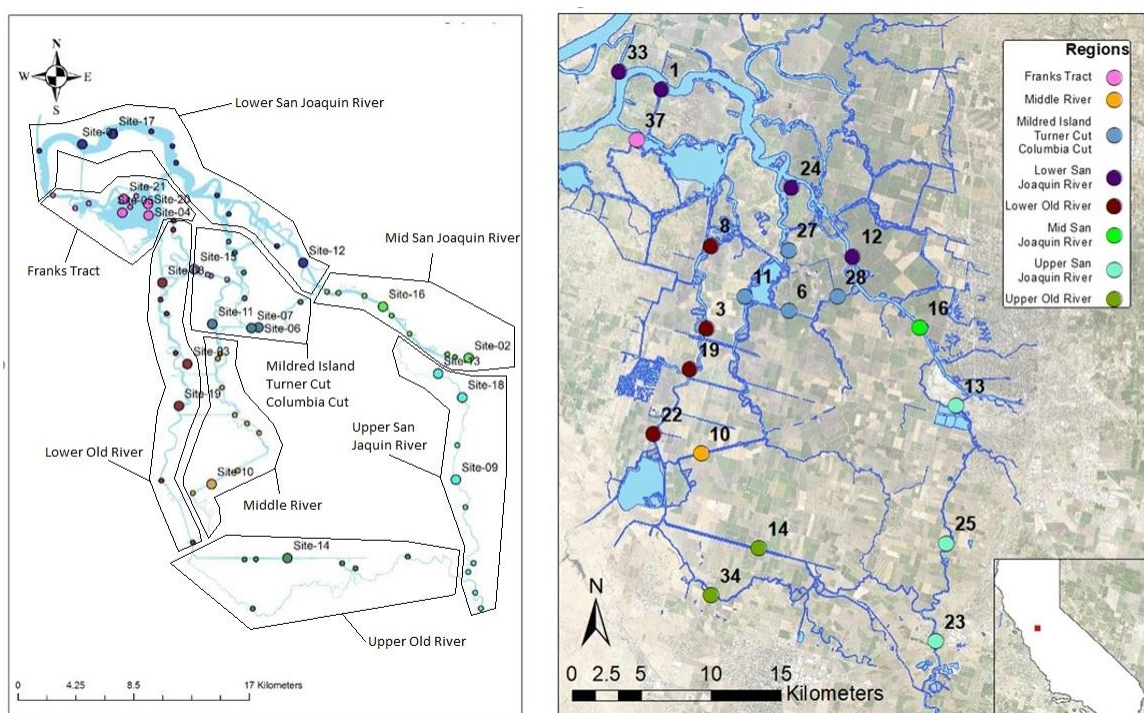 N
W
E
S
Lower San Joaquin River
Site-17
Site-21
Site-20
Site-04
Site-12
Mid San Joaquin River
Franks Tract
Site-15
Site-16
Site-11
Site-07
Site-06
Site-02
Site-13
Site-03
Site-18
Mildred Island
Turner Cut
Columbia Cut
Site-19
Upper San
Jaquin River
Lower Old River
Site-10
Site-09
Middle River
Site-14
Upper Old River
0 4.25 8.5 17 Kilometers
33
1
37
24
8
27
12
11
6
28
3
16
19
13
22
10
14
25
34
23
Regions
Franks Tract
Middle River
Mildred Island
Turner Cut
Columbia Cut
Lower San
Joaquin River
Lower Old River
Mid San
Joaquin River
Upper San
Joaquin River
Upper Old River
N
0 2.5 5 10 15
Kilometers